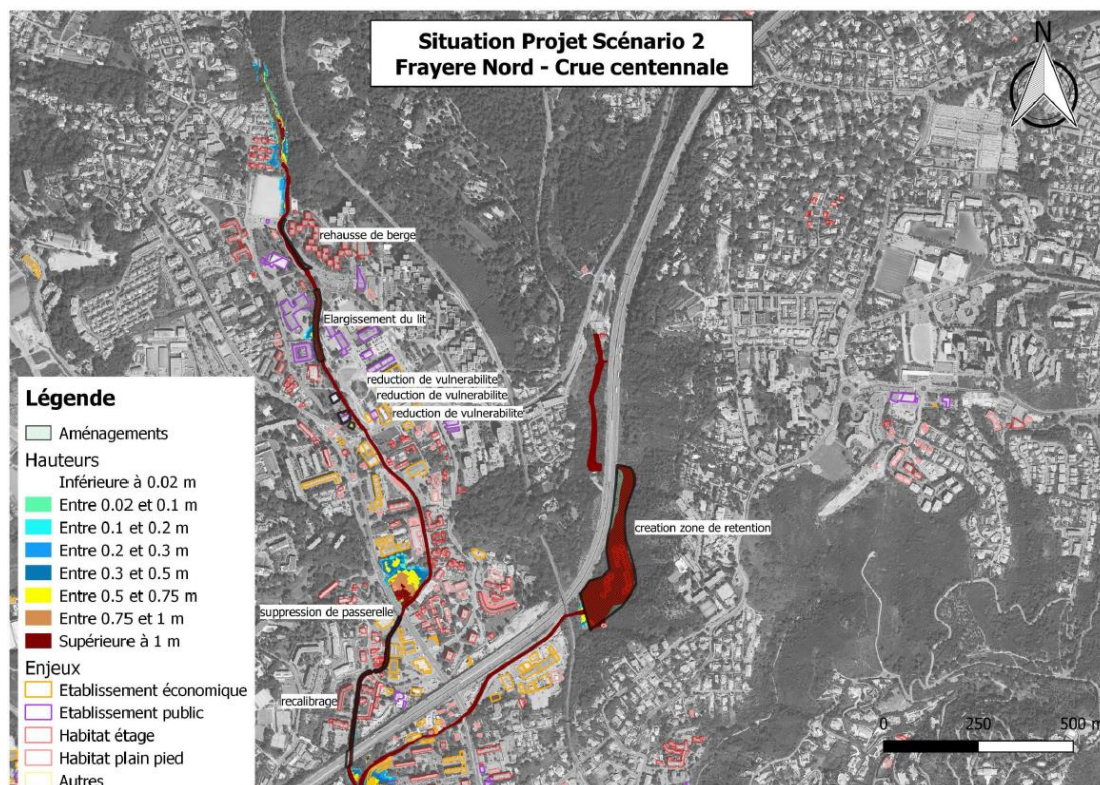 Situation Projet Scénario 2
Frayere Nord - Crue centennale
N
rehausse de berge
Elargissement du lit
reduction de vulnerabilite
reduction de vulnerabilite
reduction de vulnerabilite
creation zone de retention
suppression de passerelle
recalibrage
Légende
Aménagements
Hauteurs
Inférieure à 0.02 m
Entre 0.02 et 0.1 m
Entre 0.1 et 0.2 m
Entre 0.2 et 0.3 m
Entre 0.3 et 0.5 m
Entre 0.5 et 0.75 m
Entre 0.75 et 1 m
Supérieure à 1 m
Enjeux
Etablissement économique
Etablissement public
Habitat étage
Habitat plain pied
Autres
0 250 500 m